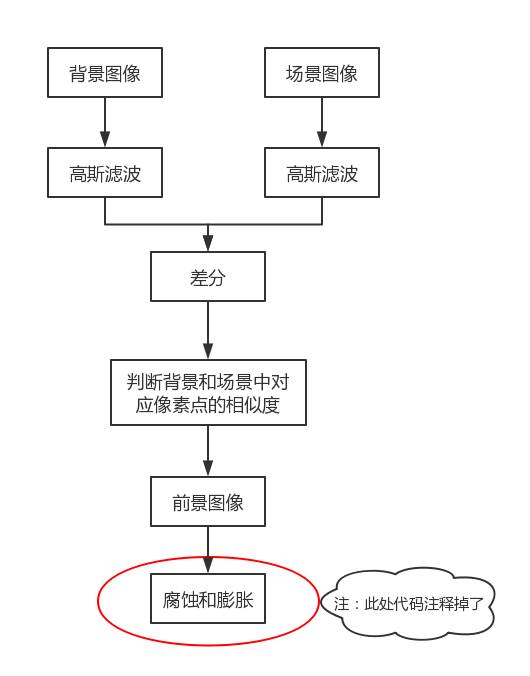 背景图像
场景图像
高斯滤波
高斯滤波
差分
判断背景和场景中对
应像素点的相似度
前景图像
腐蚀和膨胀
注：此处代码注释掉了